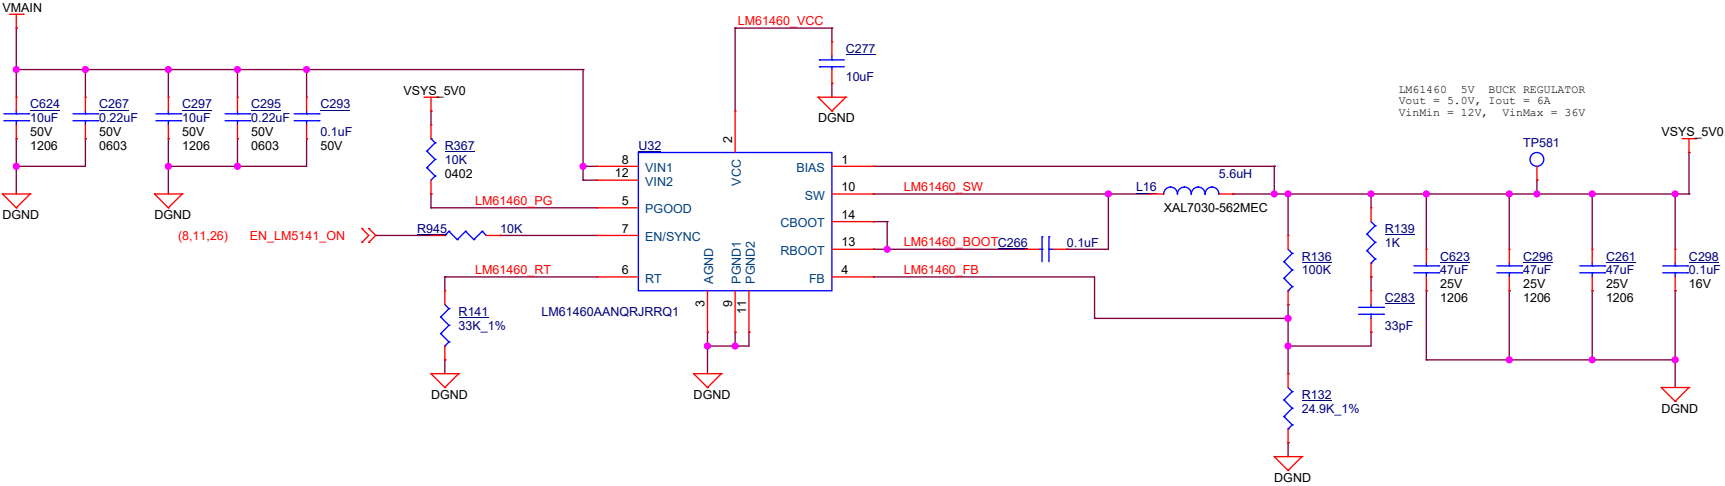 VMAIN
LM61460_VCC
C277
10uF
DGND
C624
10uF
50V
1206
C267
0.22uF
50V
0603
C297
10uF
50V
1206
C295
0.22uF
50V
0603
C293
0.1uF
50V
DGND
DGND
VSYS_5V0
R367
10K
0402
LM61460_PG
(8,11,26)
EN_LM5141_ON
R945
10K
LM61460_RT
R141
33K_1%
DGND
U32
8
VIN1
12
VIN2
5
PGOOD
7
EN/SYNC
6
RT
2
VCC
BIAS
1
SW
10
CBOOT
14
RBOOT
13
FB
4
AGND
3
PGND1
9
PGND2
11
LM61460AANQRJRRQ1
DGND
LM61460_SW
LM61460_BOOT
C266
0.1uF
LM61460_FB
L16
5.6uH
XAL7030-562MEC
LM61460 5V BUCK REGULATOR
Vout = 5.0V, Iout = 6A
VinMin = 12V, VinMax = 36V
TP581
VSYS_5V0
R136
100K
R139
1K
C283
33pF
R132
24.9K_1%
DGND
C623
47uF
25V
1206
C296
47uF
25V
1206
C261
47uF
25V
1206
C298
0.1uF
16V
DGND